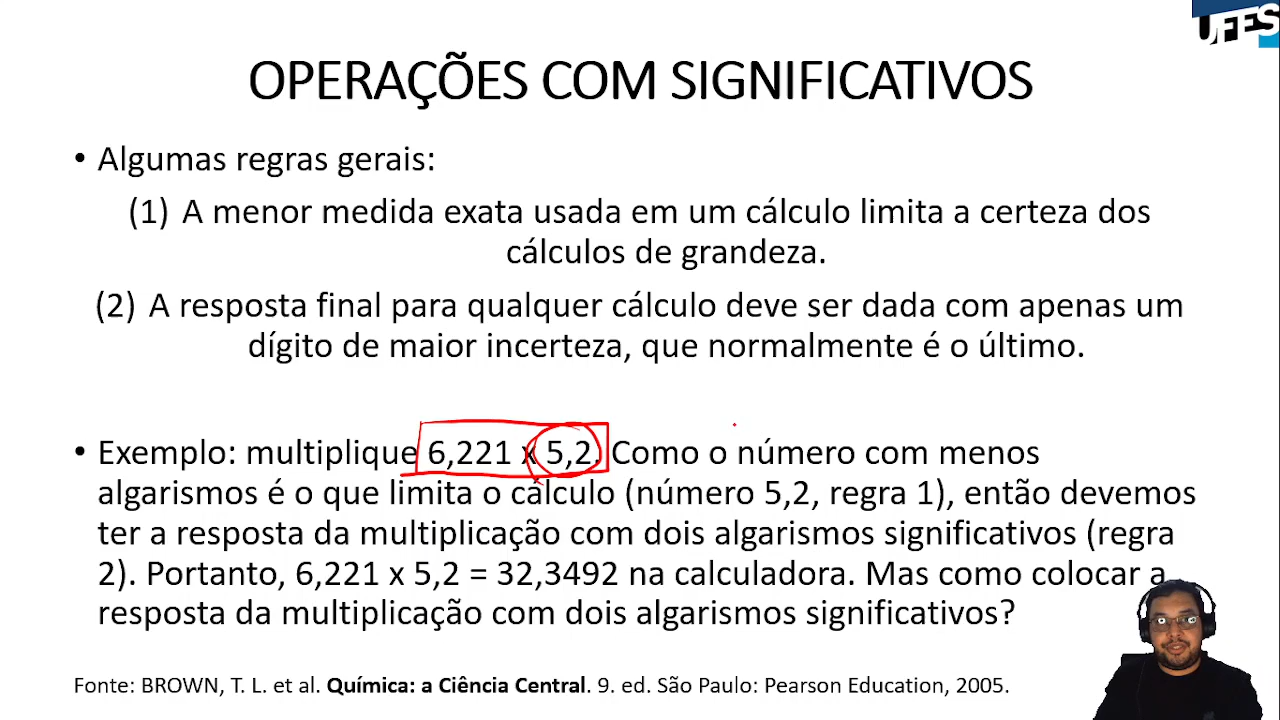 UFES
OPERAÇÕES COM SIGNIFICATIVOS
• Algumas regras gerais:
(1) A menor medida exata usada em um cálculo limita a certeza dos
cálculos de grandeza.
(2) A resposta final para qualquer cálculo deve ser dada com apenas um
dígito de maior incerteza, que normalmente é o último.
• Exemplo: multiplique 6,221 x 5,2. Como o número com menos
algarismos é o que limita o cálculo (número 5,2, regra 1), então devemos
ter a resposta da multiplicação com dois algarismos significativos (regra
2). Portanto, 6,221 x 5,2 = 32,3492 na calculadora. Mas como colocar a
resposta da multiplicação com dois algarismos significativos?
Fonte: BROWN, T. L. et al. Química: a Ciência Central. 9. ed. São Paulo: Pearson Education, 2005.